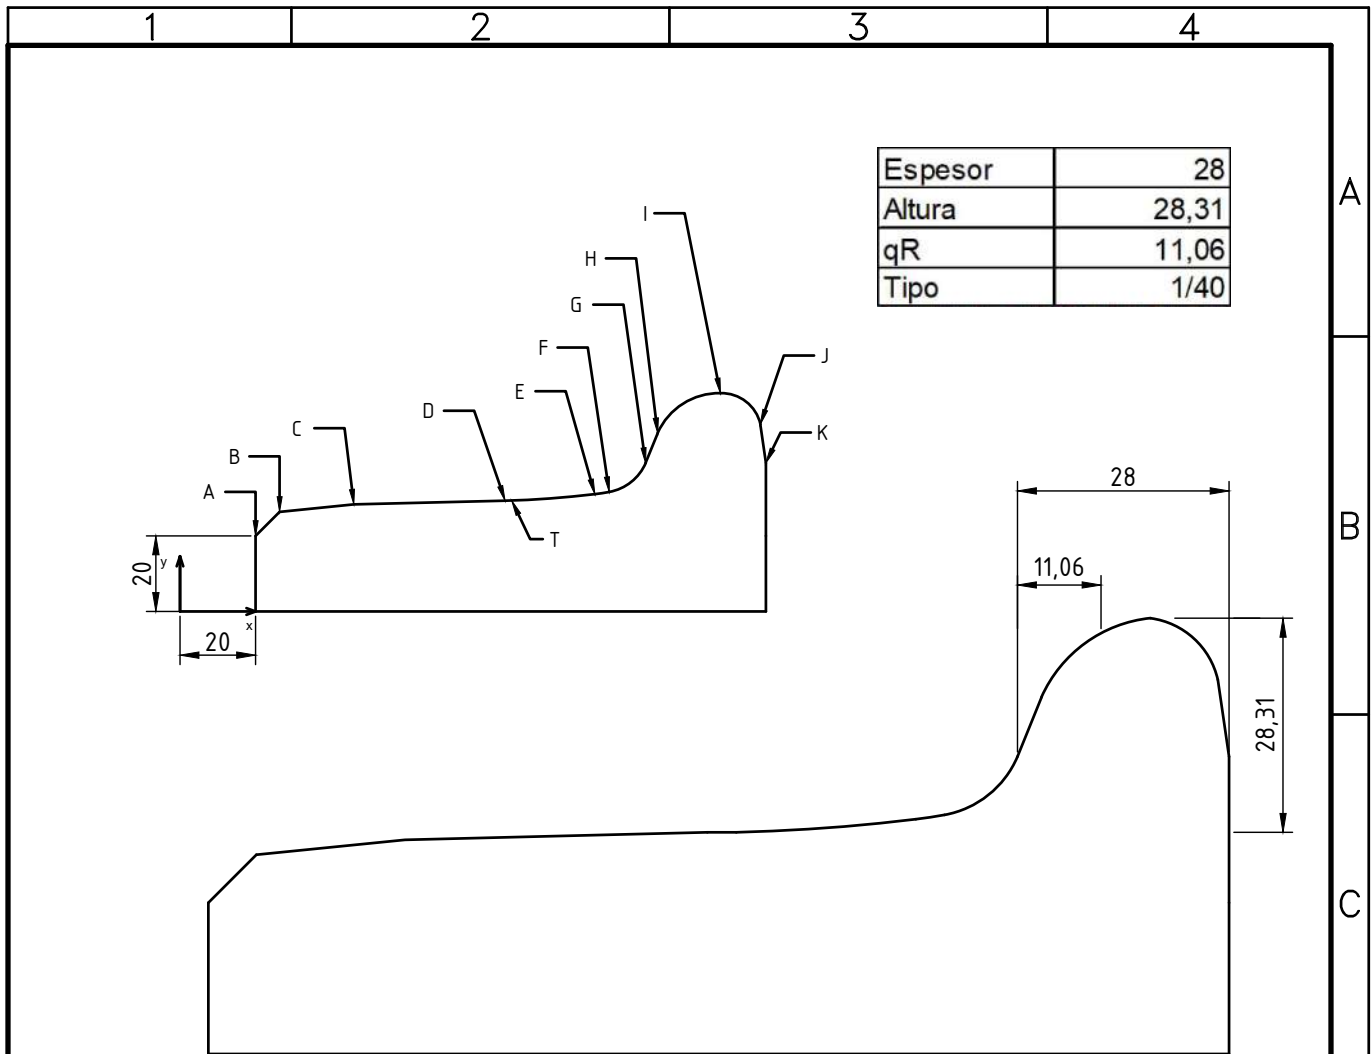 1 2 3 4
Espesor 28
Altura 28,31
qR 11,06
Tipo 1/40
A
I
H
G
F
J
E
D
C
K
B
A
T
28
B
20
y
x
20
11,06
28,31
C